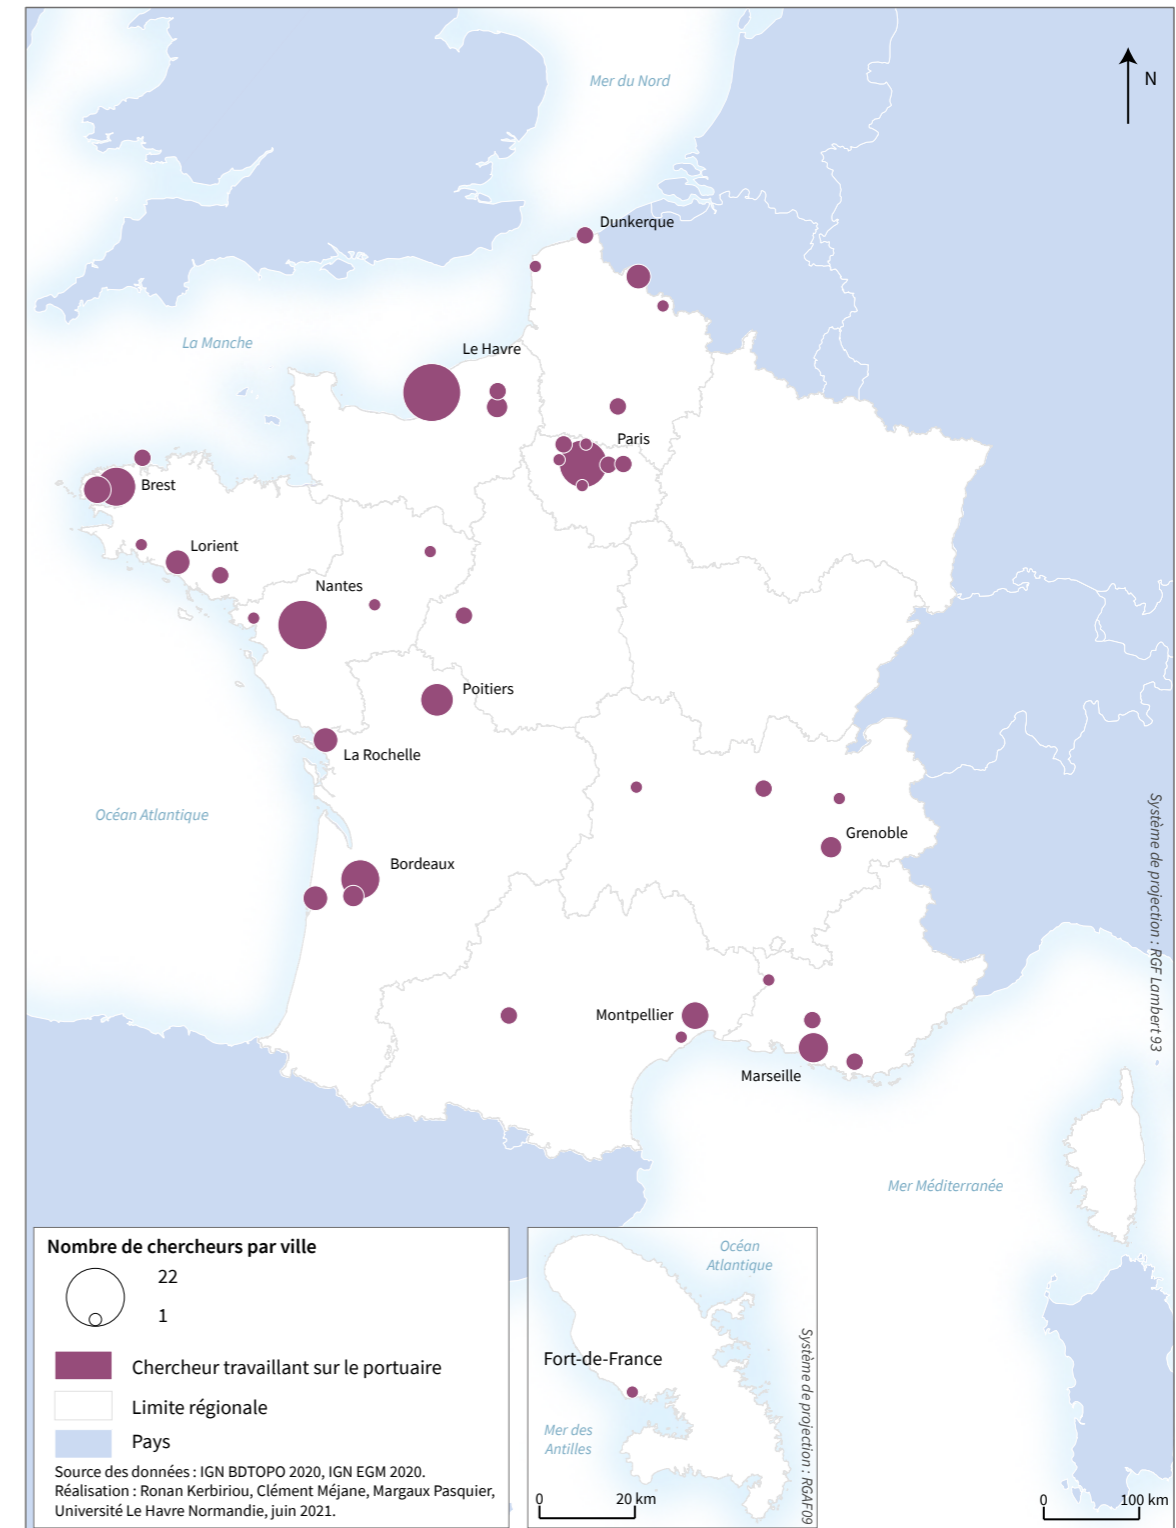 Mer du Nord
N
Dunkerque
La Manche
Le Havre
Paris
Brest
Lorient
Nantes
Poitiers
La Rochelle
Océan Atlantique
Grenoble
Bordeaux
Système de projection : RGF Lambert 93 -
Montpellier
Marseille
Mer Méditerranée
Nombre de chercheurs par ville
22
1
Chercheur travaillant sur le portuaire
Limite régionale
Pays
Source des données : IGN BDTOPO 2020, IGN EGM 2020.
Réalisation : Ronan Kerbiriou, Clément Méjane, Margaux Pasquier,
Université Le Havre Normandie, juin 2021.
Océan
Atlantique
Fort-de-France
Mer des
Antilles
Système de projection : RGAF09
0 20 km
0 100 km